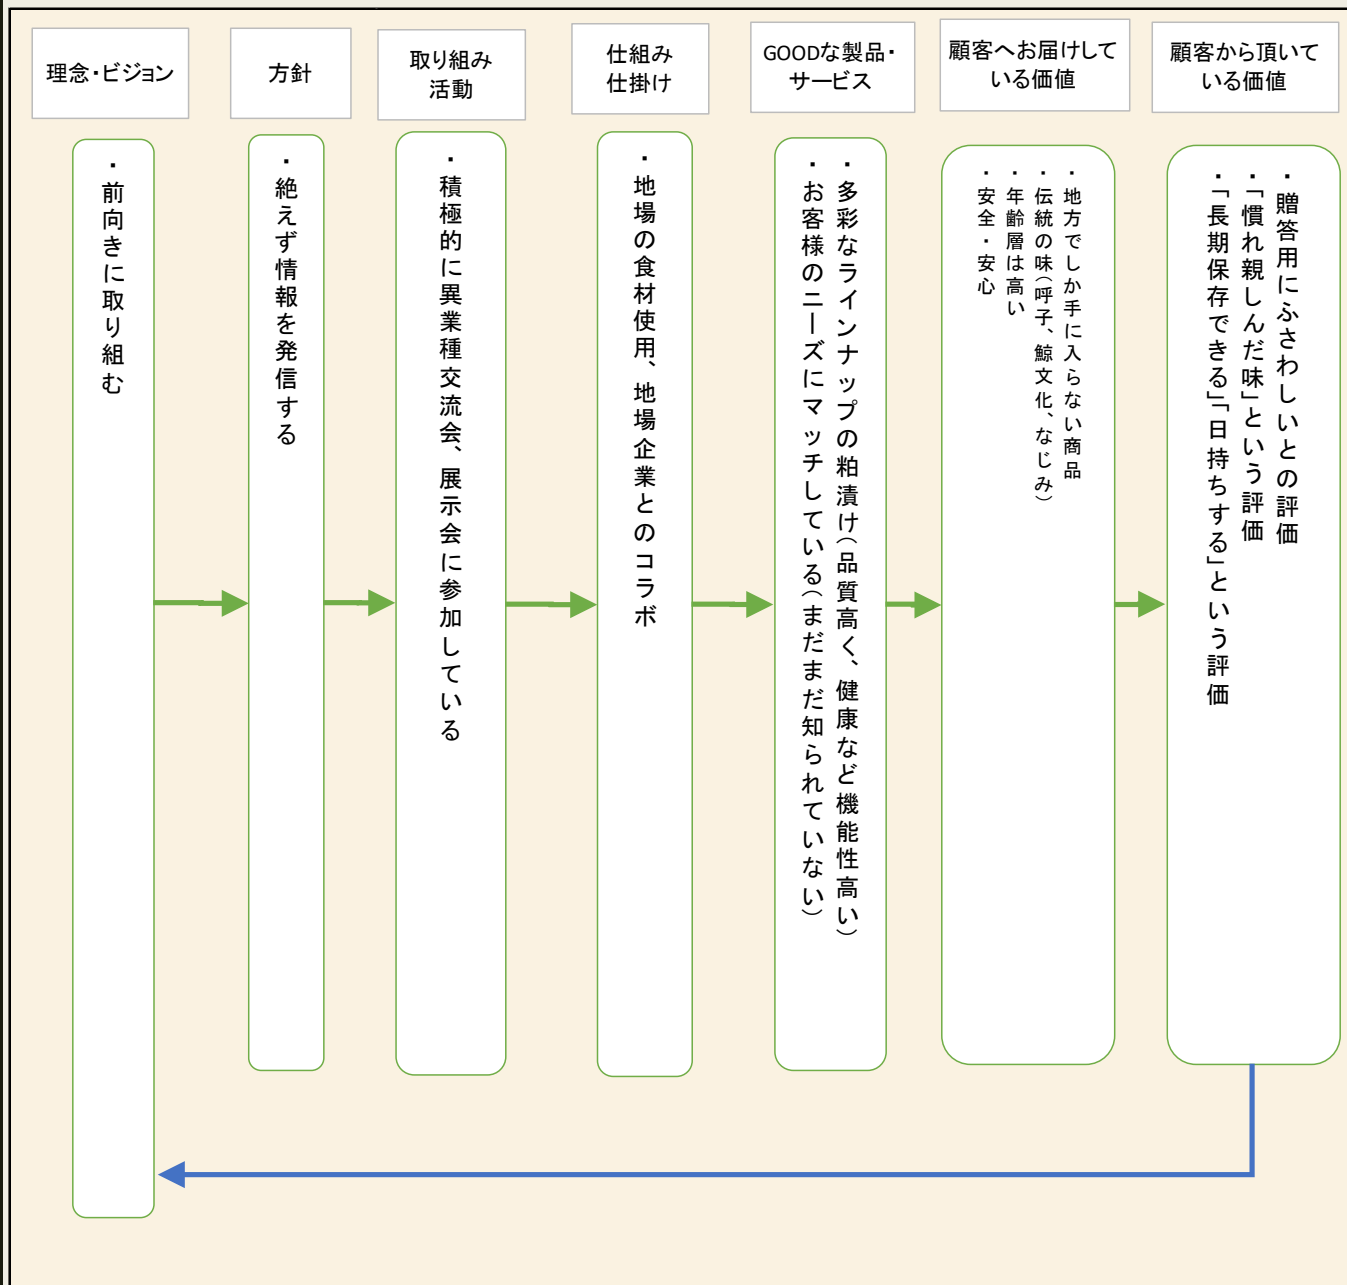 理念・ビジョン
方針
取り組み
活動
仕組み
仕掛け
GOODな製品・
サービス
顧客へお届けして
いる価値
顧客から頂いて
いる価値
・前向きに取り組む
・絶えず情報を発信する
・積極的に異業種交流会、展示会に参加している
・地場の食材使用、地場企業とのコラボ
・多彩なラインナップの粕漬け（品質高く、健康など機能性高い）
・お客様のニーズにマッチしている（まだまだ知られていない）
・地方でしか手に入らない商品
・伝統の味（呼子、鯨文化、なじみ）
・年齢層は高い
・安全・安心
・贈答用にふさわしいとの評価
・「慣れ親しんだ味」という評価
・「長期保存できる」「日持ちする」という評価